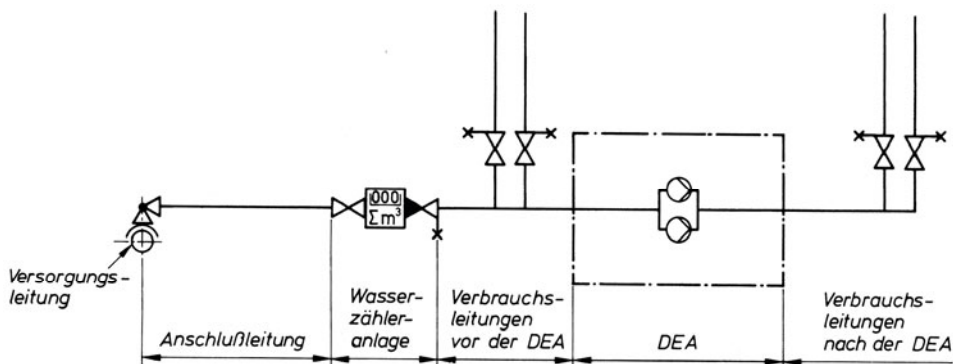 000
Σm³
Versorgungs-
leitung
Anschlußleitung
Wasser-
zähler-
anlage
Verbrauchs-
leitungen
vor der DEA
DEA
Verbrauchs-
leitungen
nach der DEA